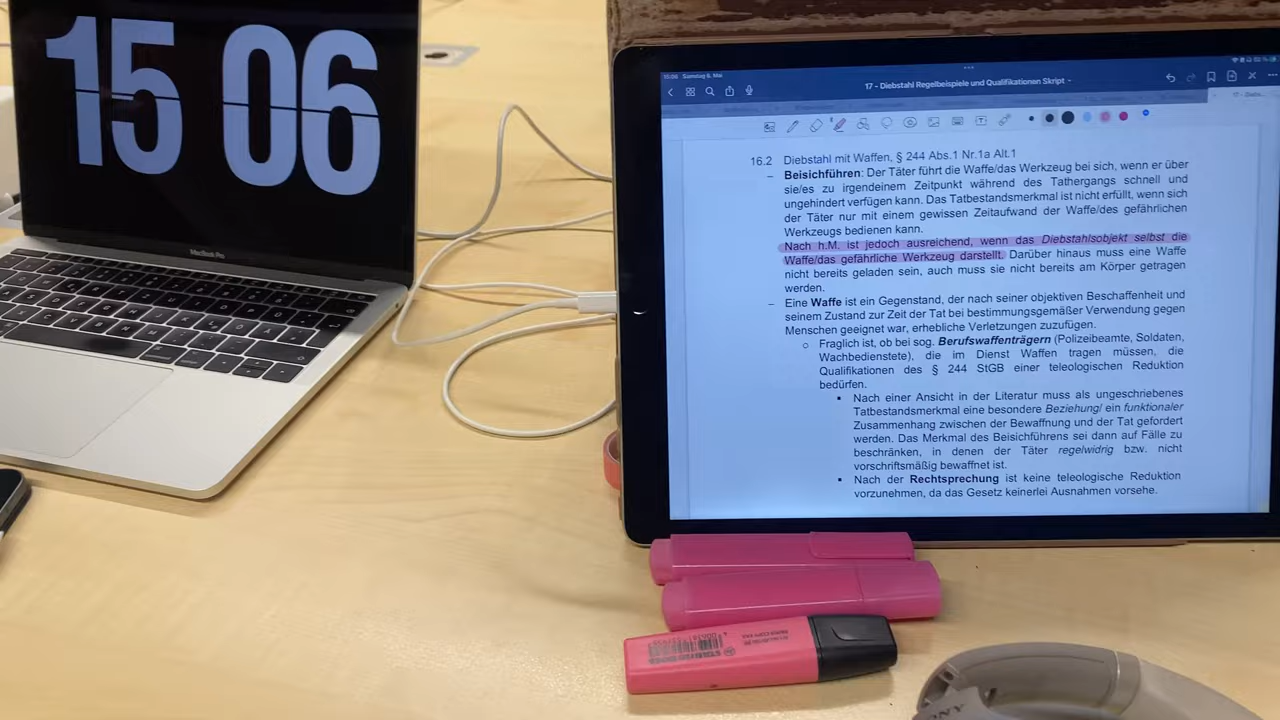 15 06
MacBook Pro
15:06 Samstag 6. Mai
17 - Diebstahl Regelbeispiele und Qualifikationen Skript
17 - Diebs
16.2 Diebstahl mit Waffen, § 244 Abs.1 Nr.1a Alt.1
– Beisichführen: Der Täter führt die Waffe/das Werkzeug bei sich, wenn er über
sie/es zu irgendeinem Zeitpunkt während des Tathergangs schnell und
ungehindert verfügen kann. Das Tatbestandsmerkmal ist nicht erfüllt, wenn sich
der Täter nur mit einem gewissen Zeitaufwand der Waffe/des gefährlichen
Werkzeugs bedienen kann.
Nach h.M. ist jedoch ausreichend, wenn das Diebstahlsobjekt selbst die
Waffe/das gefährliche Werkzeug darstellt. Darüber hinaus muss eine Waffe
nicht bereits geladen sein, auch muss sie nicht bereits am Körper getragen
werden.
– Eine Waffe ist ein Gegenstand, der nach seiner objektiven Beschaffenheit und
seinem Zustand zur Zeit der Tat bei bestimmungsgemäßer Verwendung gegen
Menschen geeignet war, erhebliche Verletzungen zuzufügen.
o Fraglich ist, ob bei sog. Berufswaffenträgern (Polizeibeamte, Soldaten,
Wachbedienstete), die im Dienst Waffen tragen müssen, die
Qualifikationen des § 244 StGB einer teleologischen Reduktion
bedürfen.
▪ Nach einer Ansicht in der Literatur muss als ungeschriebenes
Tatbestandsmerkmal eine besondere Beziehung/ ein funktionaler
Zusammenhang zwischen der Bewaffnung und der Tat gefordert
werden. Das Merkmal des Beisichführens sei dann auf Fälle zu
beschränken, in denen der Täter regelwidrig bzw. nicht
vorschriftsmäßig bewaffnet ist.
▪ Nach der Rechtsprechung ist keine teleologische Reduktion
vorzunehmen, da das Gesetz keinerlei Ausnahmen vorsehe.
SONY